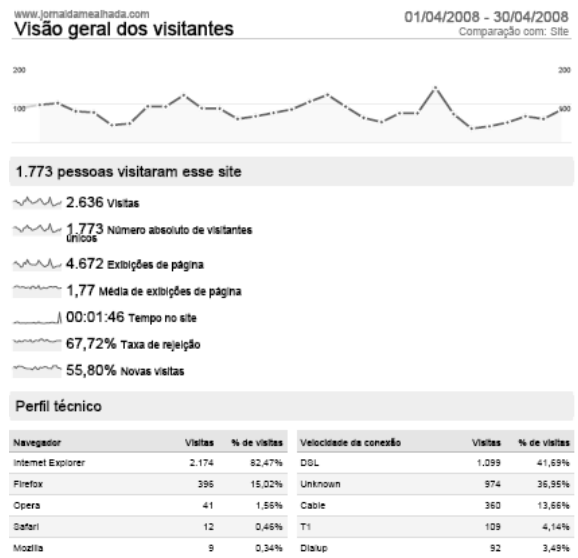 www.jornaldamealhada.com
Visão geral dos visitantes
01/04/2008 - 30/04/2008
Comparação com: Site
200 200
100 100
1.773 pessoas visitaram esse site
2.636 Visitas
1.773 Número absoluto de visitantes
únicos
4.672 Exibições de página
1,77 Média de exibições de página
00:01:46 Tempo no site
67,72% Taxa de rejeição
55,80% Novas visitas
Perfil técnico
Navegador Visitas % de visitas Velocidade da conexão Visitas % de visitas
Internet Explorer 2.174 82,47% DSL 1.099 41,69%
Firefox 396 15,02% Unknown 974 36,95%
Opera 41 1,56% Cable 360 13,66%
Safari 12 0,46% T1 109 4,14%
Mozilla 9 0,34% Dialup 92 3,49%